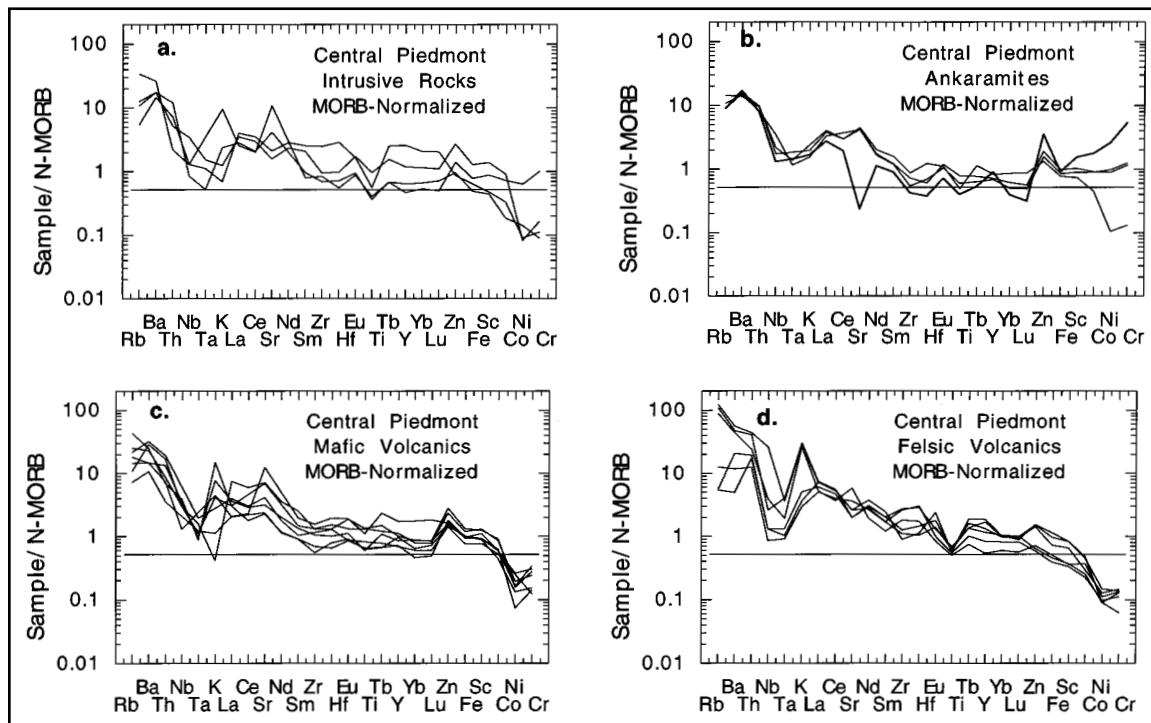 a.
Central Piedmont
Intrusive Rocks
MORB-Normalized
Sample/ N-MORB
100
10
1
0.1
0.01
Ba Nb K Ce Nd Zr Eu Tb Yb Zn Sc Ni
Rb Th Ta La Sr Sm Hf Ti Y Lu Fe Co Cr
b.
Central Piedmont
Ankaramites
MORB-Normalized
Sample/ N-MORB
100
10
1
0.1
0.01
Ba Nb K Ce Nd Zr Eu Tb Yb Zn Sc Ni
Rb Th Ta La Sr Sm Hf Ti Y Lu Fe Co Cr
c.
Central Piedmont
Mafic Volcanics
MORB-Normalized
Sample/ N-MORB
100
10
1
0.1
0.01
Ba Nb K Ce Nd Zr Eu Tb Yb Zn Sc Ni
Rb Th Ta La Sr Sm Hf Ti Y Lu Fe Co Cr
d.
Central Piedmont
Felsic Volcanics
MORB-Normalized
Sample/ N-MORB
100
10
1
0.1
0.01
Ba Nb K Ce Nd Zr Eu Tb Yb Zn Sc Ni
Rb Th Ta La Sr Sm Hf Ti Y Lu Fe Co Cr